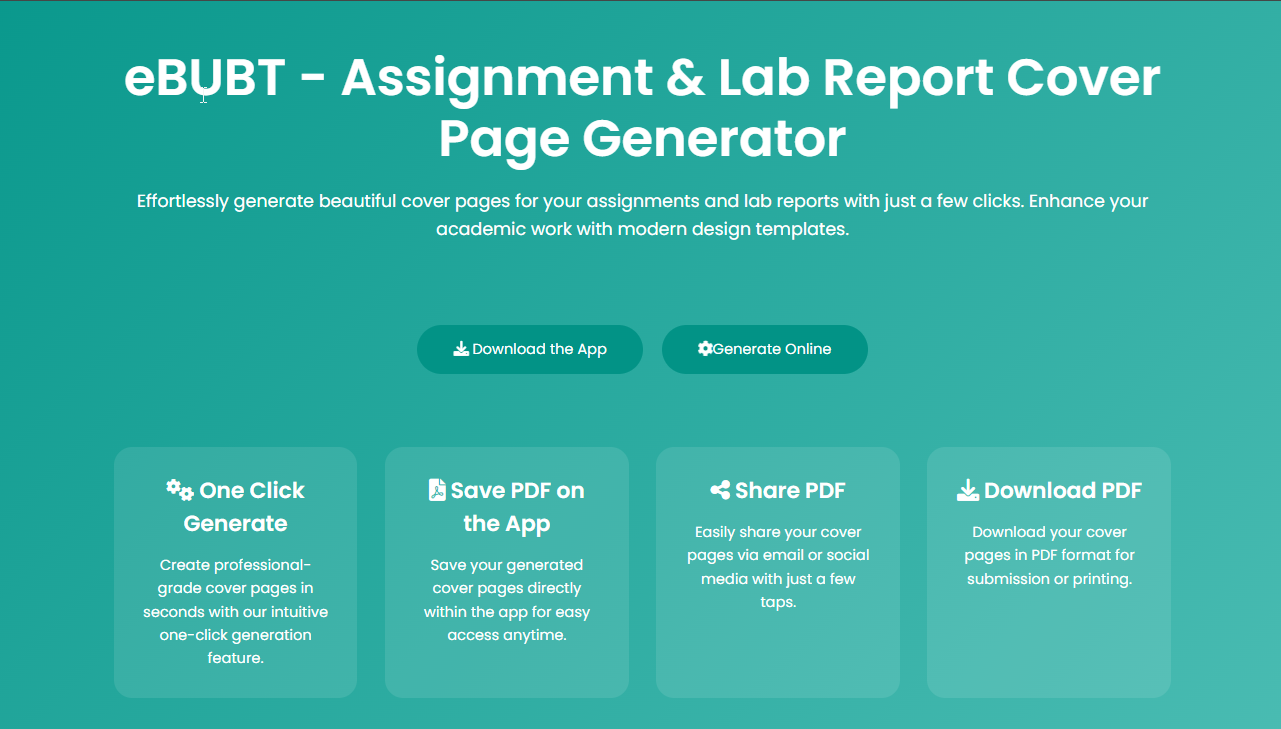 eBUBT - Assignment & Lab Report Cover
Page Generator
Effortlessly generate beautiful cover pages for your assignments and lab reports with just a few clicks. Enhance your
academic work with modern design templates.
Download the App
Generate Online
One Click
Generate
Create professional-
grade cover pages in
seconds with our intuitive
one-click generation
feature.
Save PDF on
the App
Save your generated
cover pages directly
within the app for easy
access anytime.
Share PDF
Easily share your cover
pages via email or social
media with just a few
taps.
Download PDF
Download your cover
pages in PDF format for
submission or printing.